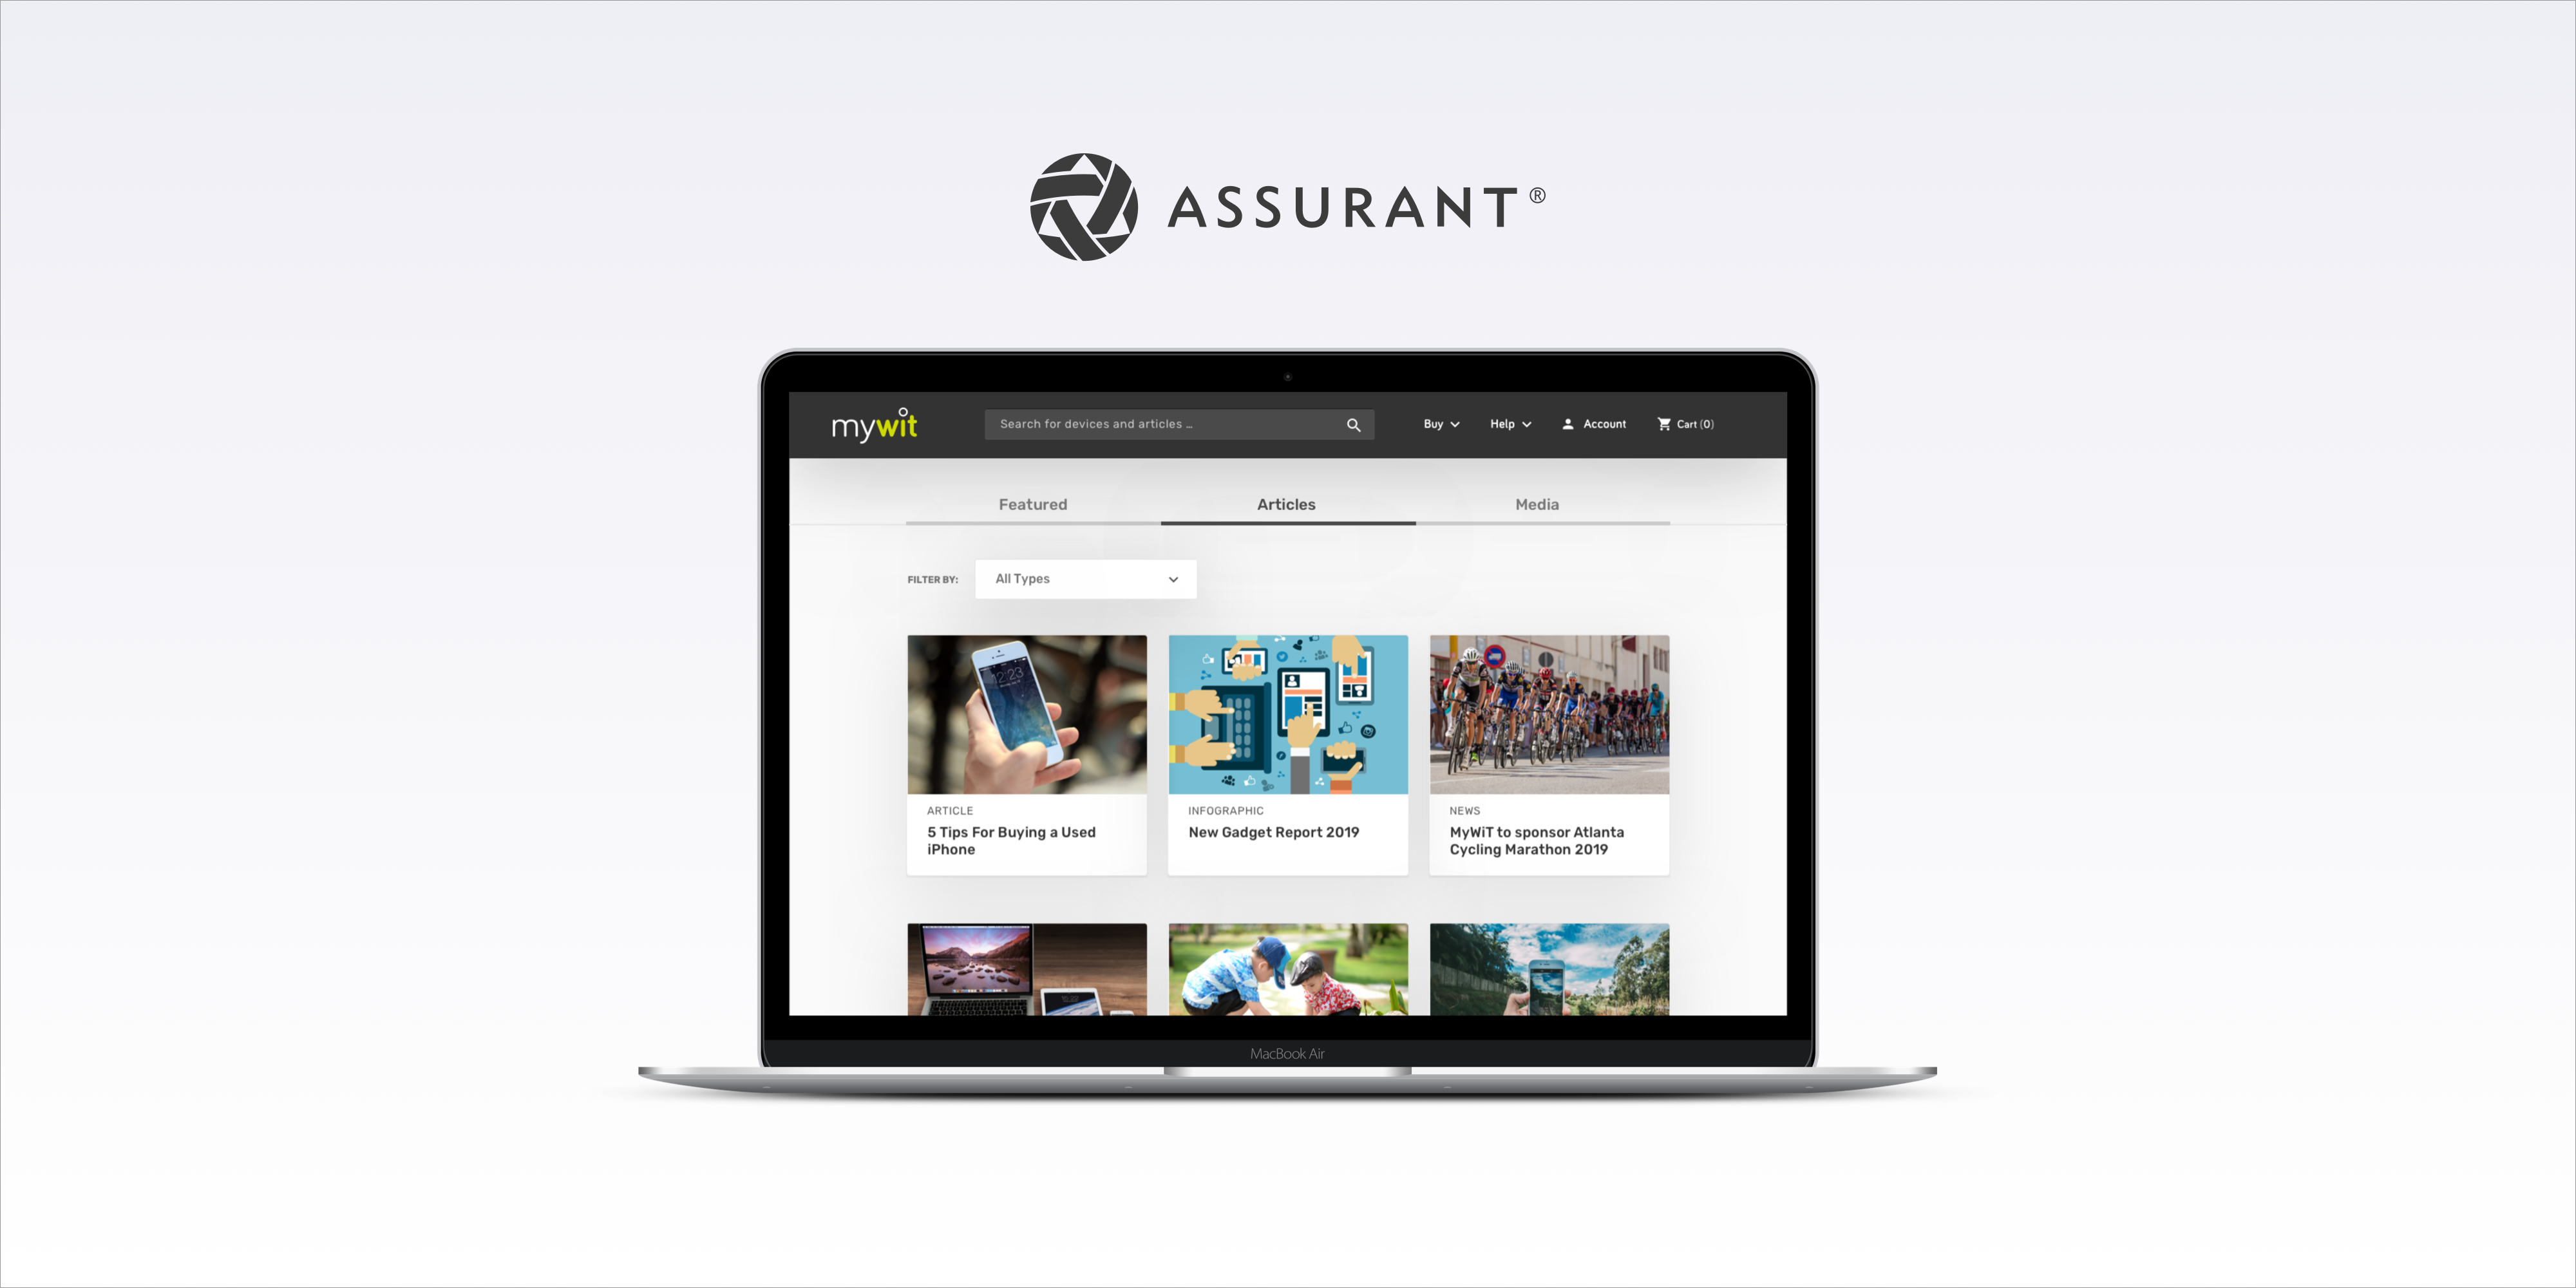 ASSURANT®
mywit
Search for devices and articles ...
Buy
Help
Account
Cart (0)
Featured
Articles
Media
FILTER BY:
All Types
12:23
ARTICLE
5 Tips For Buying a Used
iPhone
INFOGRAPHIC
New Gadget Report 2019
NEWS
MyWiT to sponsor Atlanta
Cycling Marathon 2019
MacBook Air